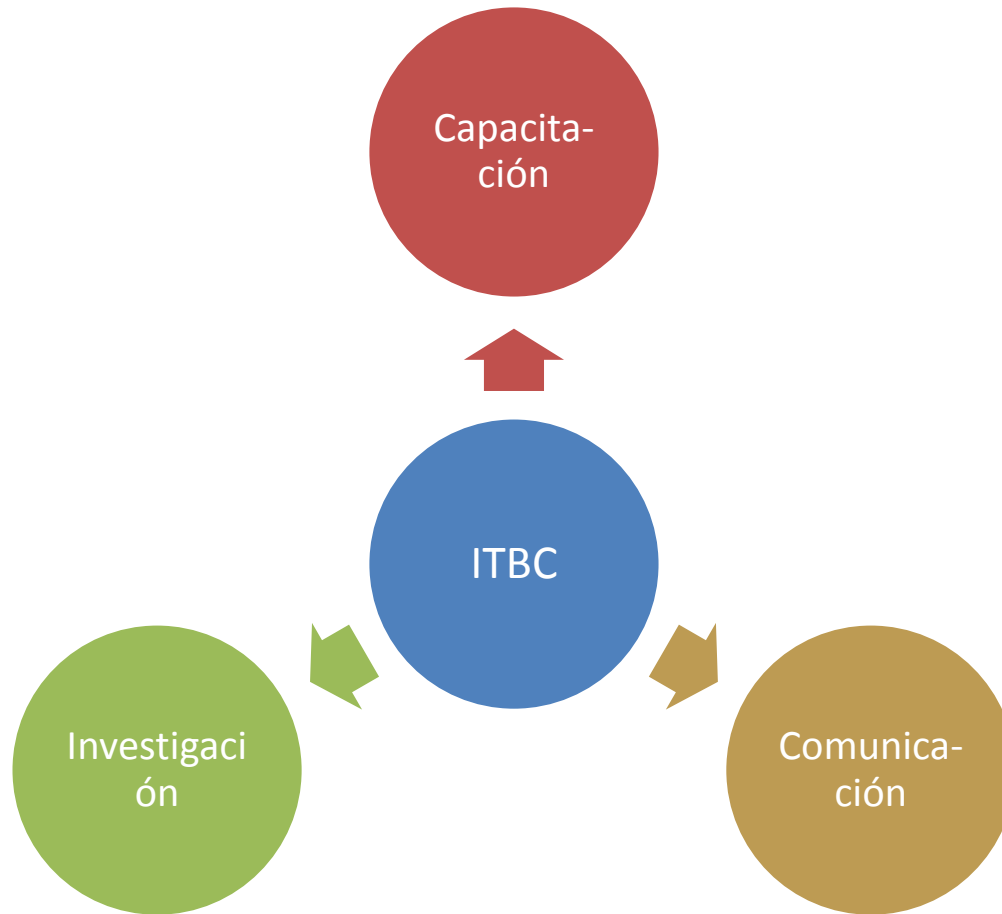 Capacita-
ción
ITBC
Investigaci
ón
Comunica-
ción